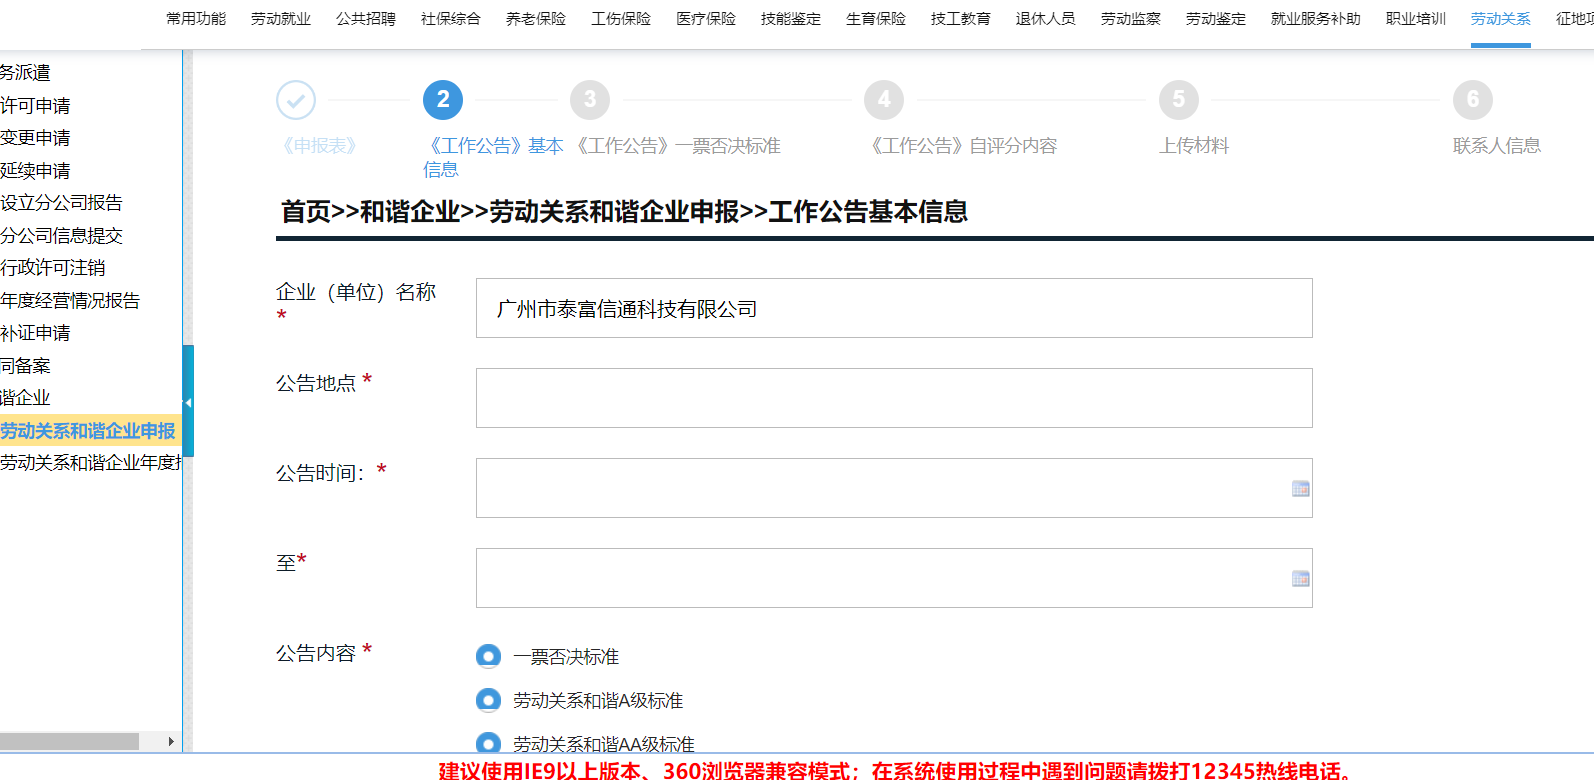 常用功能 劳动就业 公共招聘 社保综合 养老保险 工伤保险 医疗保险 技能鉴定 生育保险 技工教育 退休人员 劳动监察 劳动鉴定 就业服务补助 职业培训 劳动关系 征地
务派遣
许可申请
变更申请
延续申请
设立分公司报告
分公司信息提交
行政许可注销
年度经营情况报告
补证申请
同备案
谐企业
劳动关系和谐企业申报
劳动关系和谐企业年度
2 3 4 5 6
《申报表》 《工作公告》基本 《工作公告》一票否决标准 《工作公告》自评分内容 上传材料 联系人信息
信息
首页>>和谐企业>>劳动关系和谐企业申报>>工作公告基本信息
企业（单位）名称
*
广州市泰富信通科技有限公司
公告地点 *
公告时间： *
至*
公告内容 *
一票否决标准
劳动关系和谐A级标准
劳动关系和谐AA级标准
建议使用IE9以上版本、360浏览器兼容模式；在系统使用过程中遇到问题请拨打12345热线电话。